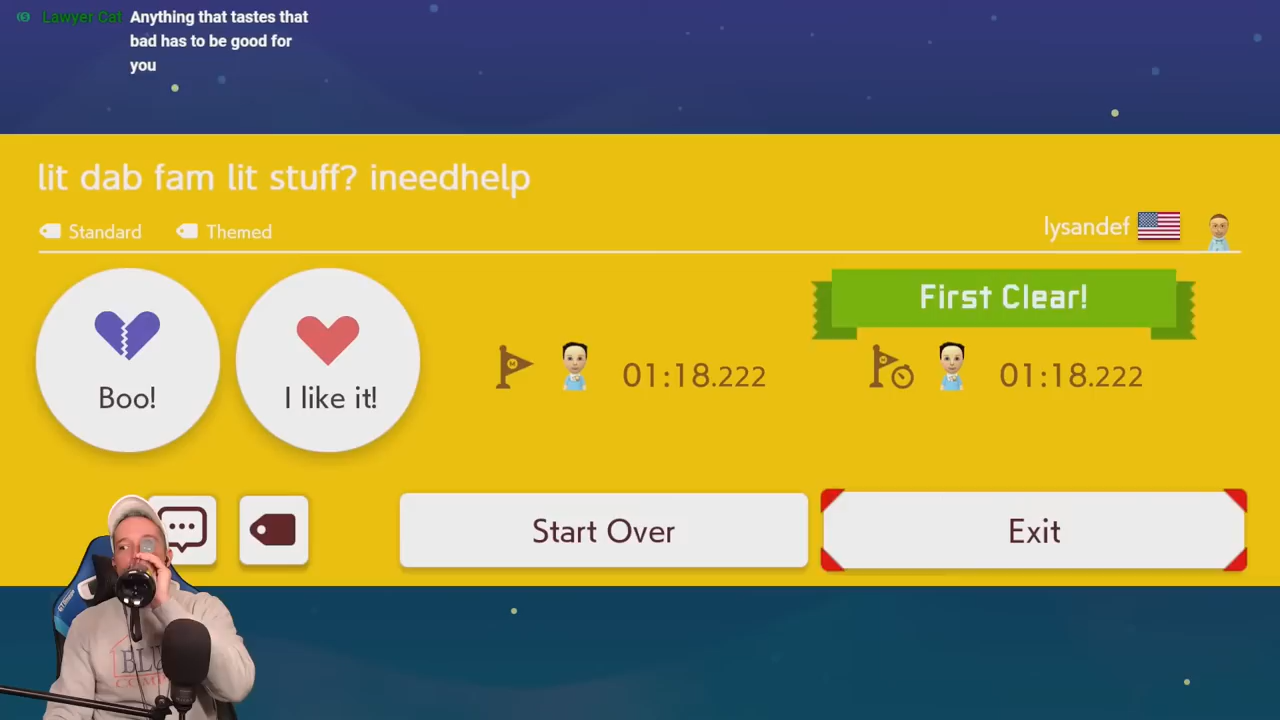 Lawyer Cat Anything that tastes that
bad has to be good for
you
lit dab fam lit stuff? ineedhelp
Standard Themed
lysandef
First Clear!
01:18.222 01:18.222
Boo! I like it!
Start Over Exit